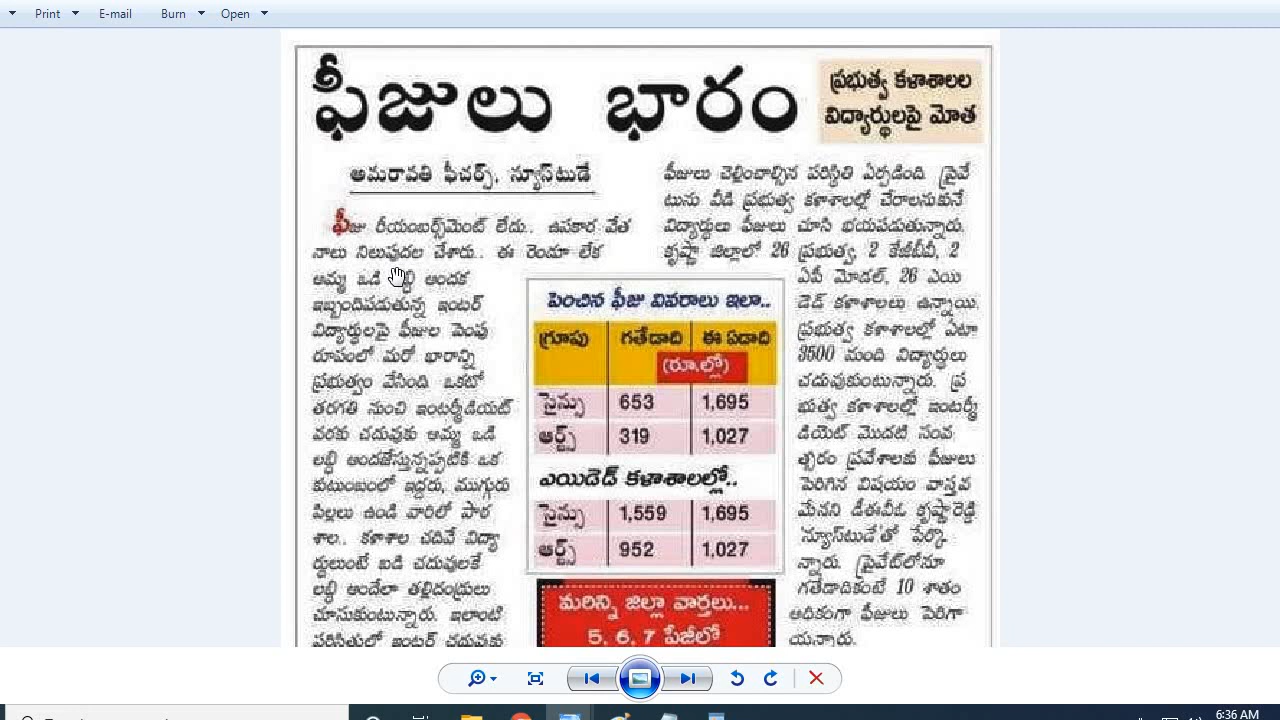 Print
E-mail
Burn
Open
ఫీజులు భారం
ప్రభుత్వ కళాశాలల
విద్యార్థులపై మోత
అమరావతి ఫీచర్స్, న్యూస్‌టుడే
ఫీజు రీయంబర్స్‌మెంట్ లేదు.. ఉపకార వేత
నాలు నిలుపుదల చేశారు.. ఈ రెండూ లేక
అమ్మ ఒడి అందక
ఇబ్బందిపడుతున్న ఇంటర్
విద్యార్థులపై ఫీజుల పెంపు
రూపంలో మరో భారాన్ని
ప్రభుత్వం వేసింది. ఒకటో
తరగతి నుంచి ఇంటర్మీడియట్
వరకు చదువుకు అమ్మ ఒడి
లబ్ధి అందజేస్తున్నప్పటికీ ఒక
కుటుంబంలో ఇద్దరు, ముగ్గురు
పిల్లలు ఉండి వారిలో పాఠ
శాల.. కళాశాల చదివే విద్యా
ర్థులుంటే బడి చదువులకే
లబ్ధి అందేలా తల్లిదండ్రులు
చూసుకుంటున్నారు. ఇలాంటి
పరిస్థితుల్లో ఇంటర్ చదువుకు
పెంచిన ఫీజు వివరాలు ఇలా..
గ్రూపు గతేడాది ఈ ఏడాది
(రూ.ల్లో)
సైన్సు 653 1,695
ఆర్ట్స్ 319 1,027
ఎయిడెడ్ కళాశాలల్లో..
సైన్సు 1,559 1,695
ఆర్ట్స్ 952 1,027
మరిన్ని జిల్లా వార్తలు...
5, 6, 7 పేజీలో
ఫీజులు చెల్లించాల్సిన పరిస్థితి ఏర్పడింది. ప్రైవే
టును వీడి ప్రభుత్వ కళాశాలల్లో చేరాలనుకునే
విద్యార్థులు ఫీజులు చూసి భయపడుతున్నారు.
కృష్ణా జిల్లాలో 26 ప్రభుత్వ, 2 కేజీబీవీ, 2
ఏపీ మోడల్, 26 ఎయి
డెడ్ కళాశాలలు ఉన్నాయి.
ప్రభుత్వ కళాశాలల్లో ఏటా
3500 మంది విద్యార్థులు
చదువుకుంటున్నారు. ప్ర
భుత్వ కళాశాలల్లో ఇంటర్మీ
డియెట్ మొదటి సంవ
త్సరం ప్రవేశాలకు ఫీజులు
పెరిగిన విషయం వాస్తవ
మేనని డీఈవీఓ కృష్ణారెడ్డి
'న్యూస్‌టుడే'తో పేర్కొ
న్నారు. ప్రైవేట్‌లోనూ
గతేడాదికంటే 10 శాతం
అధికంగా ఫీజులు పెరిగా
యన్నారు.
6:36 AM